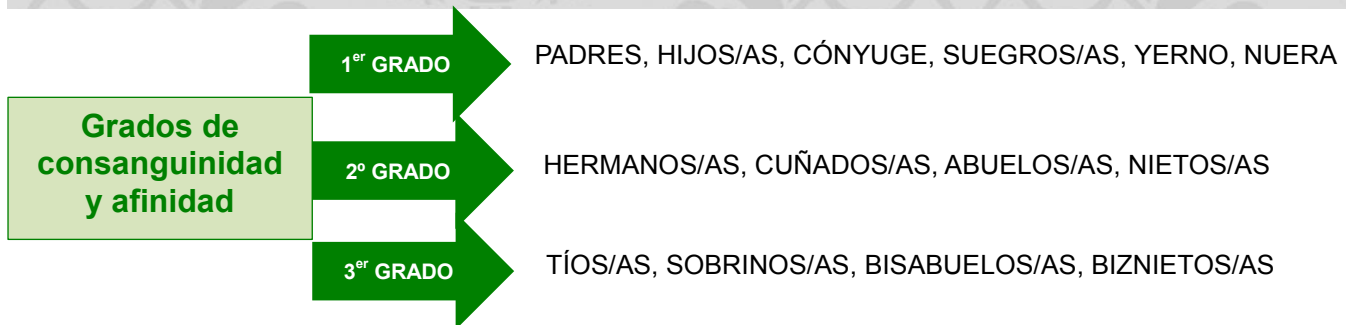 1er GRADO
PADRES, HIJOS/AS, CÓNYUGE, SUEGROS/AS, YERNO, NUERA
Grados de
consanguinidad
y afinidad
2º GRADO
HERMANOS/AS, CUÑADOS/AS, ABUELOS/AS, NIETOS/AS
3er GRADO
TÍOS/AS, SOBRINOS/AS, BISABUELOS/AS, BIZNIETOS/AS